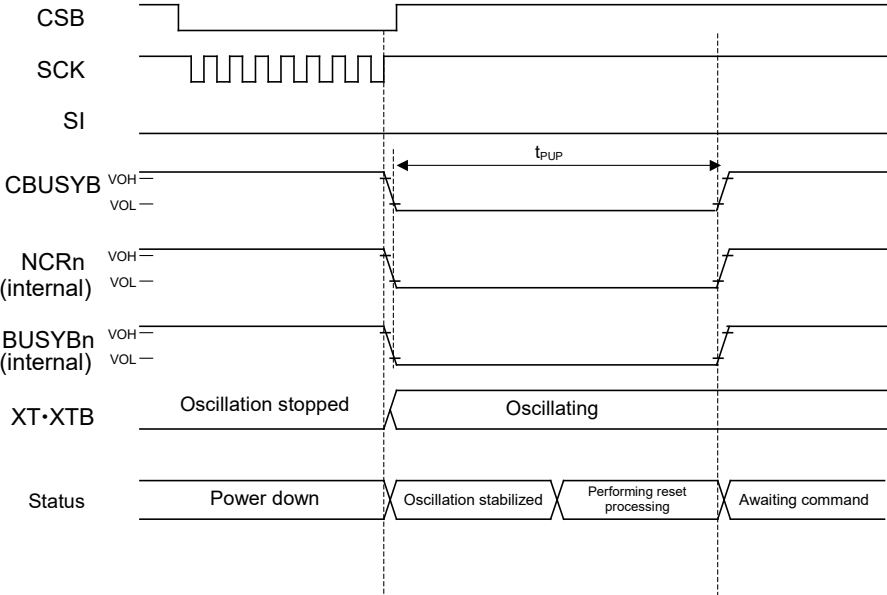 CSB
SCK
SI
tPUP
CBUSYB
VOH
VOL
NCRn
(internal)
VOH
VOL
BUSYBn
(internal)
VOH
VOL
XT・XTB
Oscillation stopped
Oscillating
Status
Power down
Oscillation stabilized
Performing reset
processing
Awaiting command